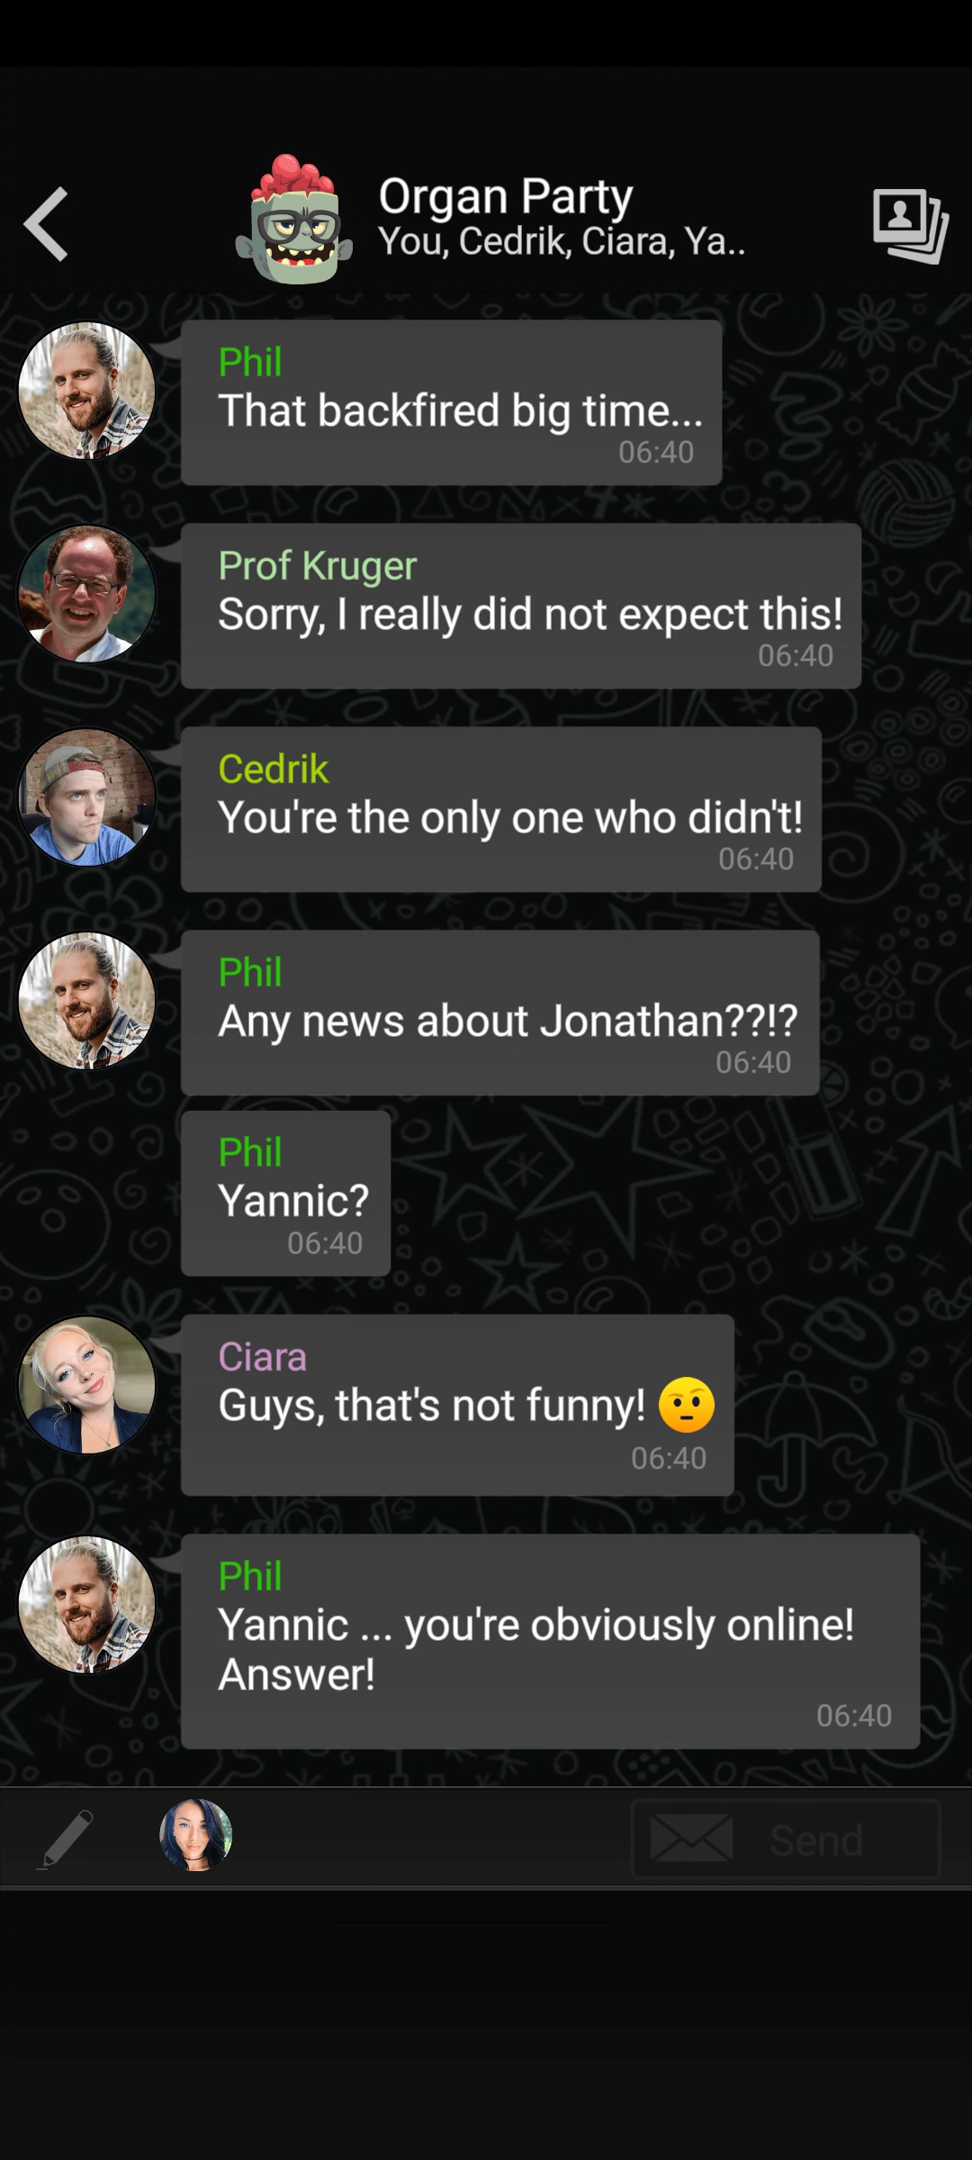 Organ Party
You, Cedrik, Ciara, Ya..
Phil
That backfired big time...
06:40
Prof Kruger
Sorry, I really did not expect this!
06:40
Cedrik
You're the only one who didn't!
06:40
Phil
Any news about Jonathan??!?
06:40
Phil
Yannic?
06:40
Ciara
Guys, that's not funny! 🤨
06:40
Phil
Yannic ... you're obviously online!
Answer!
06:40
Send